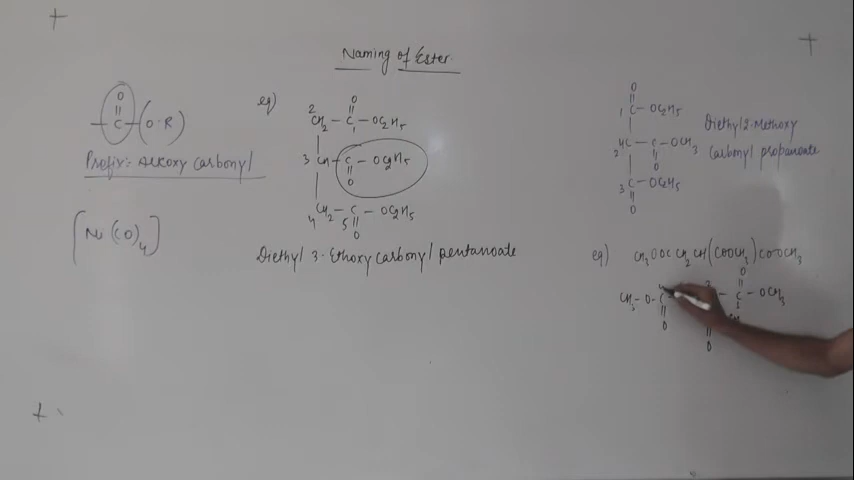 Naming of Ester.
O
— C —(O-R)
Prefix:- Alkoxy carbonyl
[Ni(CO)4]
eg)
O
2 CH2 — C — OC2H5
1
3 CH — C — OC2H5
O
4 CH2 — C — OC2H5
5
O
Diethyl 3-Ethoxy carbonyl pentanoate
O
1 C — OC2H5
2 HC — C — OCH3
O
3 C — OC2H5
O
Diethyl 2-Methoxy
carbonyl propanoate
eg) CH3OOC CH2 CH(COOCH3)COOCH3
O
CH3 - O - C
C — OCH3
1
O
O